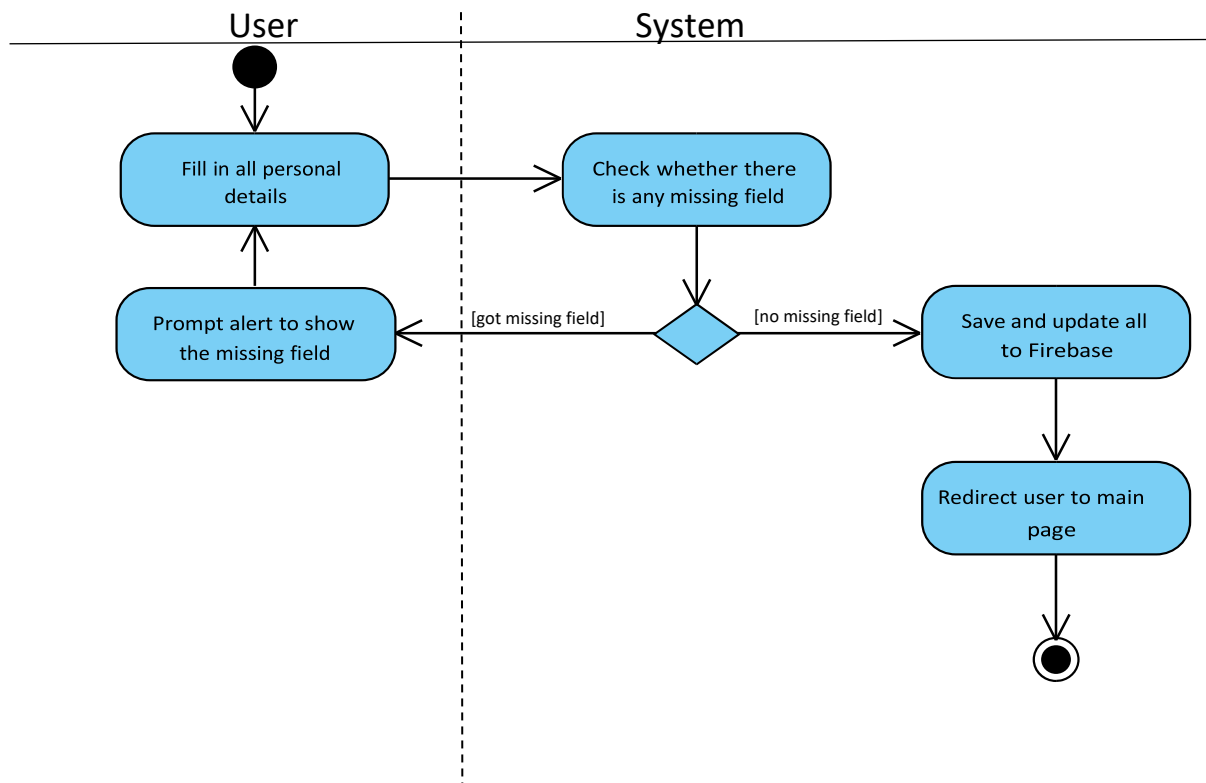 User
System
Fill in all personal
details
Check whether there
is any missing field
Prompt alert to show
the missing field
[got missing field]
[no missing field]
Save and update all
to Firebase
Redirect user to main
page